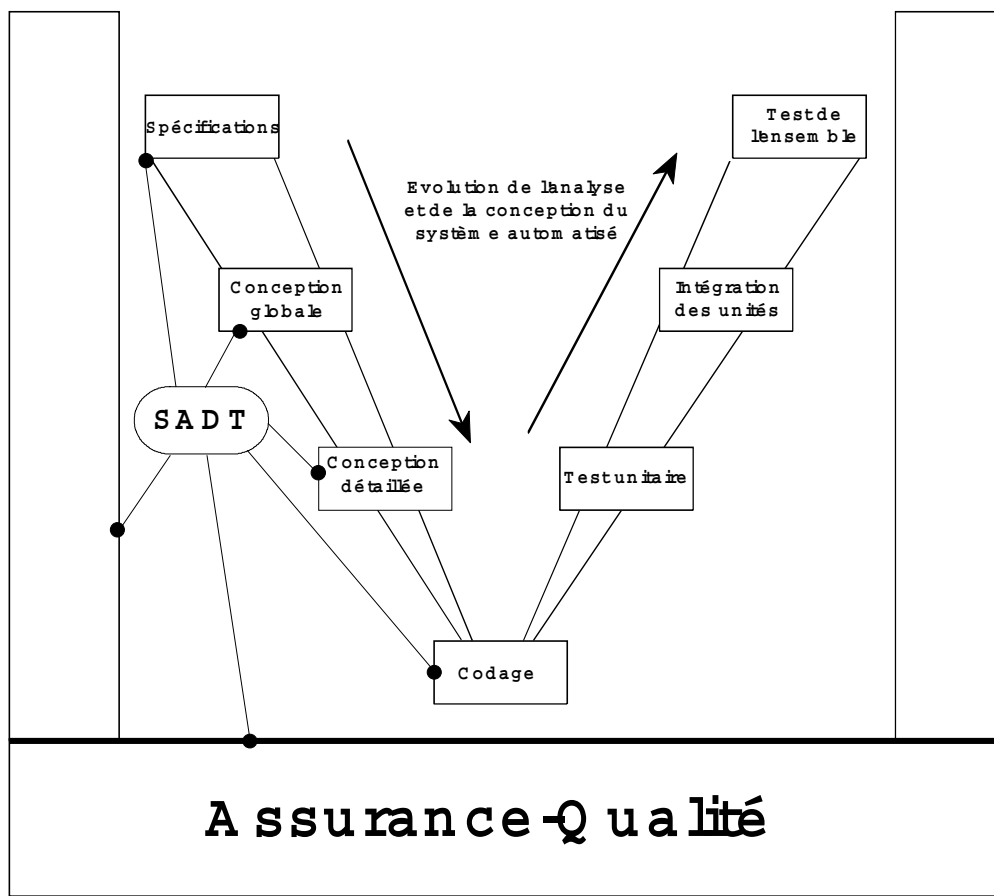 Spécifications
Test de
l'ensemble
Evolution de l'analyse
et de la conception du
système automatisé
Conception
globale
Intégration
des unités
SADT
Conception
détaillée
Test unitaire
Codage
Assurance-Qualité